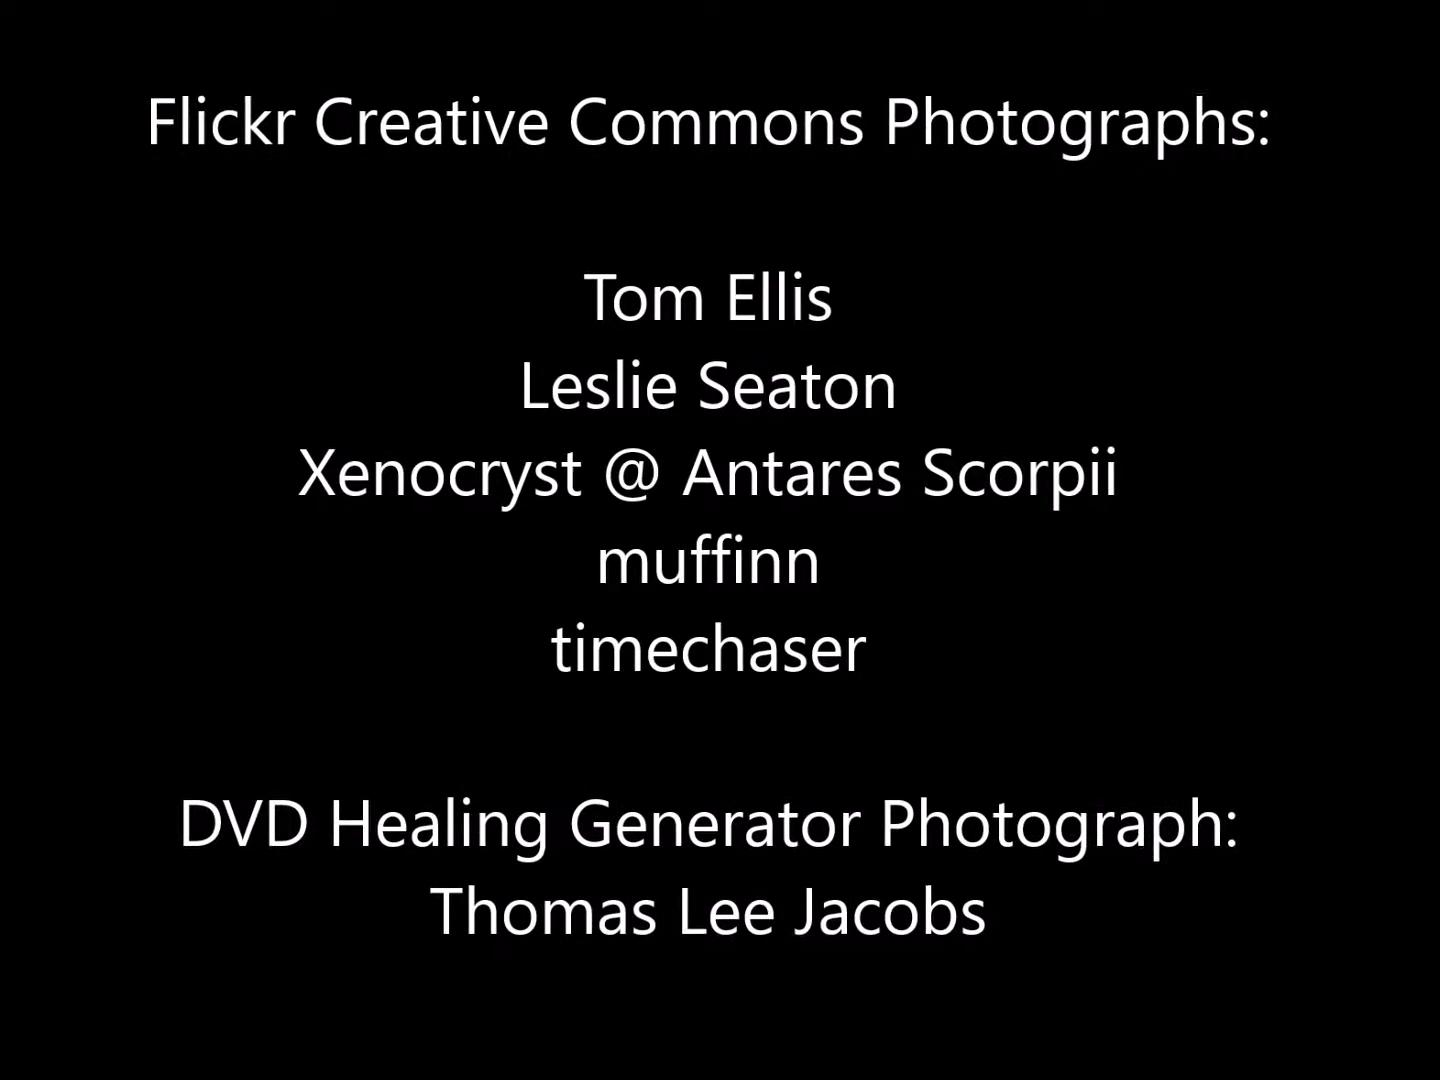 Flickr Creative Commons Photographs:
Tom Ellis
Leslie Seaton
Xenocryst @ Antares Scorpii
muffinn
timechaser
DVD Healing Generator Photograph:
Thomas Lee Jacobs